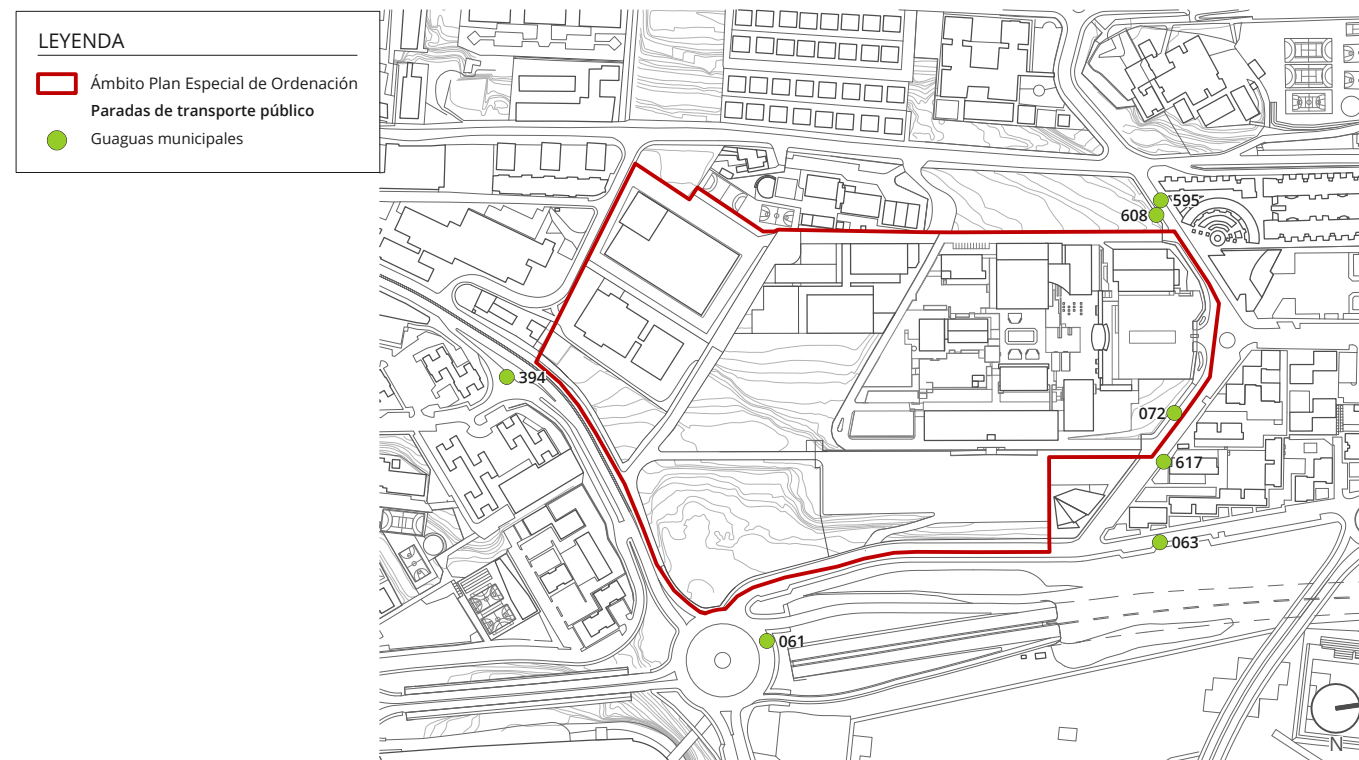 LEYENDA
Ámbito Plan Especial de Ordenación
Paradas de transporte público
Guaguas municipales
595
608
394
072
617
063
061
N